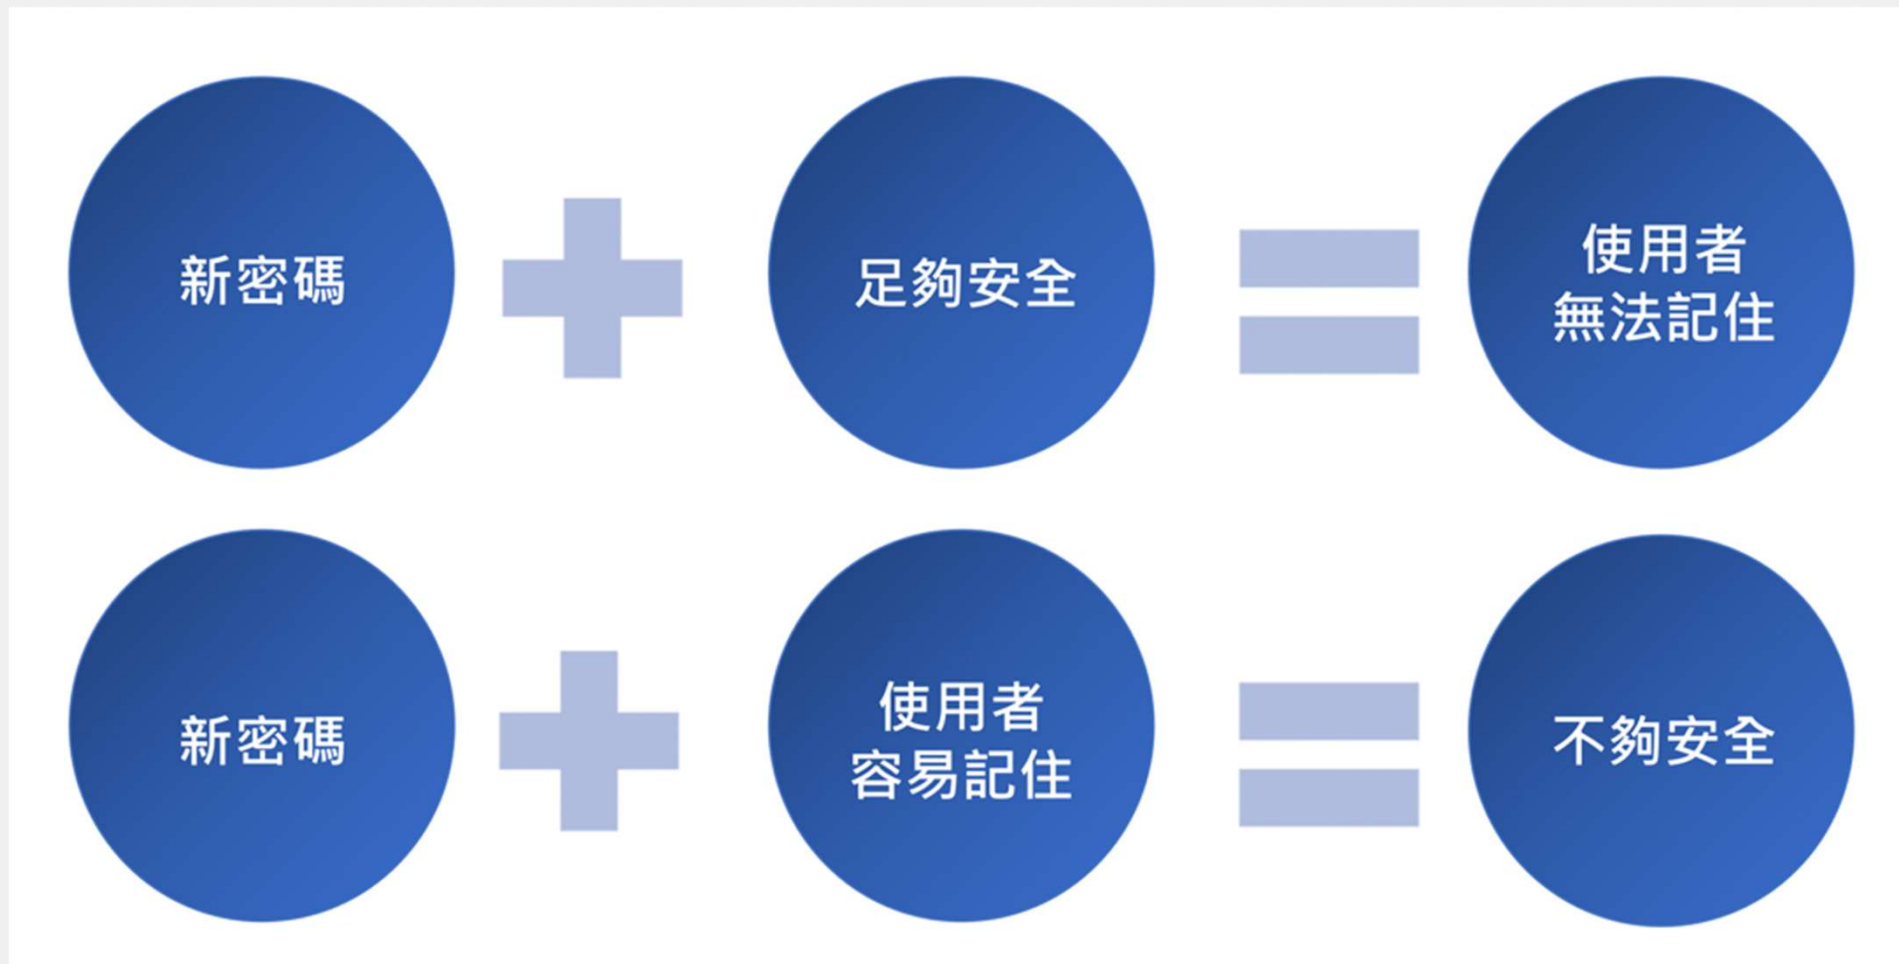 新密碼
足夠安全
使用者
無法記住
新密碼
使用者
容易記住
不夠安全